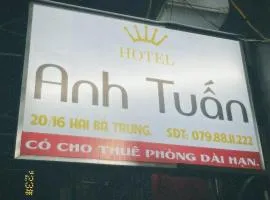 HOTEL
Anh Tuấn
20/16 HAI BÀ TRƯNG. SĐT: 079.88.11.222
CÓ CHO THUÊ PHÒNG DÀI HẠN.